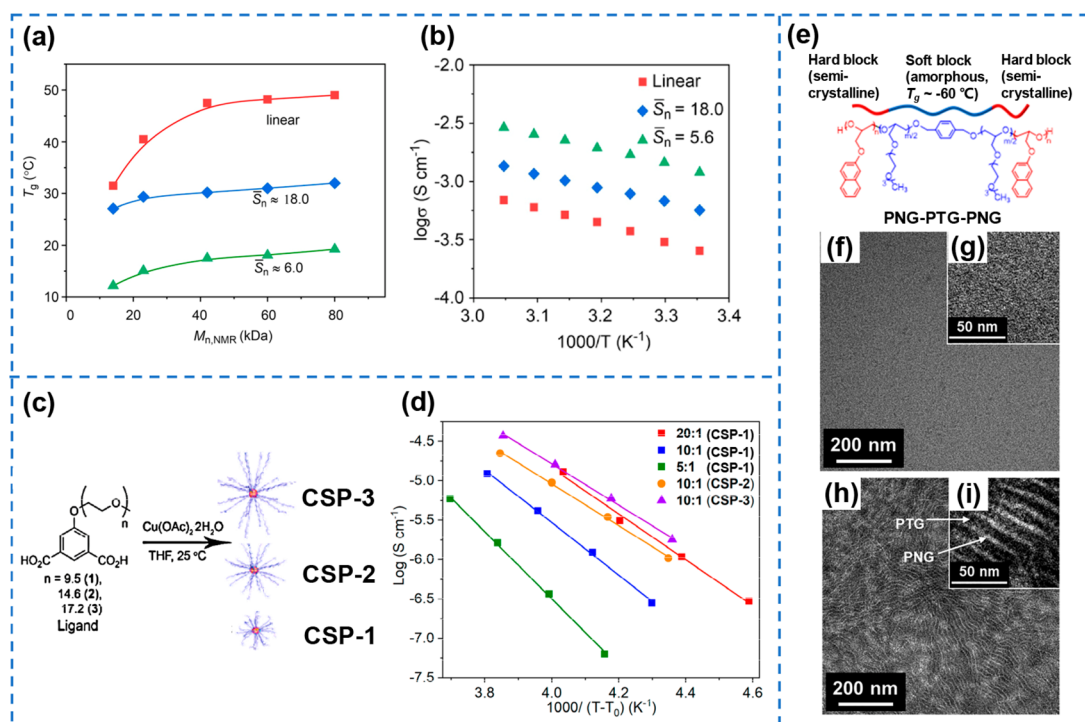 (a)
T_g (°C)
50
40
30
20
10
linear
S̄_n ≈ 18.0
S̄_n ≈ 6.0
0 20 40 60 80
M_n,NMR (kDa)
(b)
logσ (S cm⁻¹)
-2.0
-2.5
-3.0
-3.5
-4.0
Linear
S̄_n = 18.0
S̄_n = 5.6
3.0 3.1 3.2 3.3 3.4
1000/T (K⁻¹)
(c)
O
O
n
HO₂C CO₂H
n = 9.5 (1),
14.6 (2),
17.2 (3)
Ligand
Cu(OAc)₂ 2H₂O
THF, 25 °C
CSP-3
CSP-2
CSP-1
(d)
Log (S cm⁻¹)
-4.5
-5.0
-5.5
-6.0
-6.5
-7.0
-7.5
20:1 (CSP-1)
10:1 (CSP-1)
5:1 (CSP-1)
10:1 (CSP-2)
10:1 (CSP-3)
3.8 4.0 4.2 4.4 4.6
1000/ (T-T₀) (K⁻¹)
(e)
Hard block Soft block Hard block
(semi- (amorphous, (semi-
crystalline) T_g ~ -60 °C) crystalline)
PNG-PTG-PNG
(f)
200 nm
(g)
50 nm
(h)
200 nm
(i)
PTG
PNG
50 nm